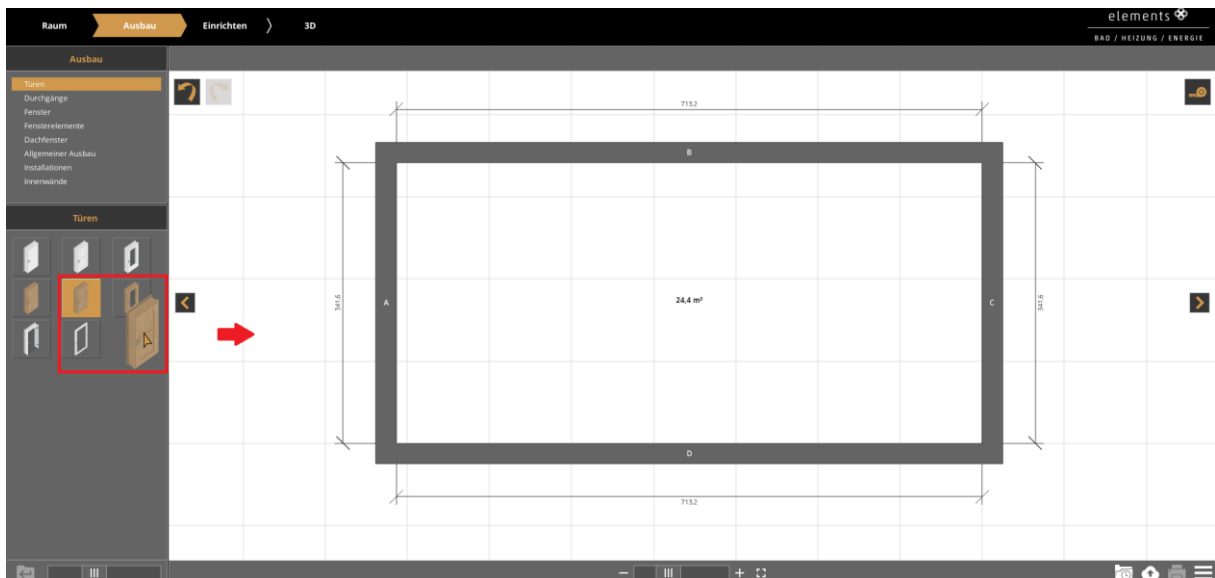 Raum Ausbau Einrichten 3D
elements
BAD / HEIZUNG / ENERGIE
Ausbau
Türen
Durchgänge
Fenster
Fensterelemente
Dachfenster
Allgemeiner Ausbau
Installationen
Innenwände
Türen
713,2
B
341,6
A
24,4 m²
C
341,6
D
713,2